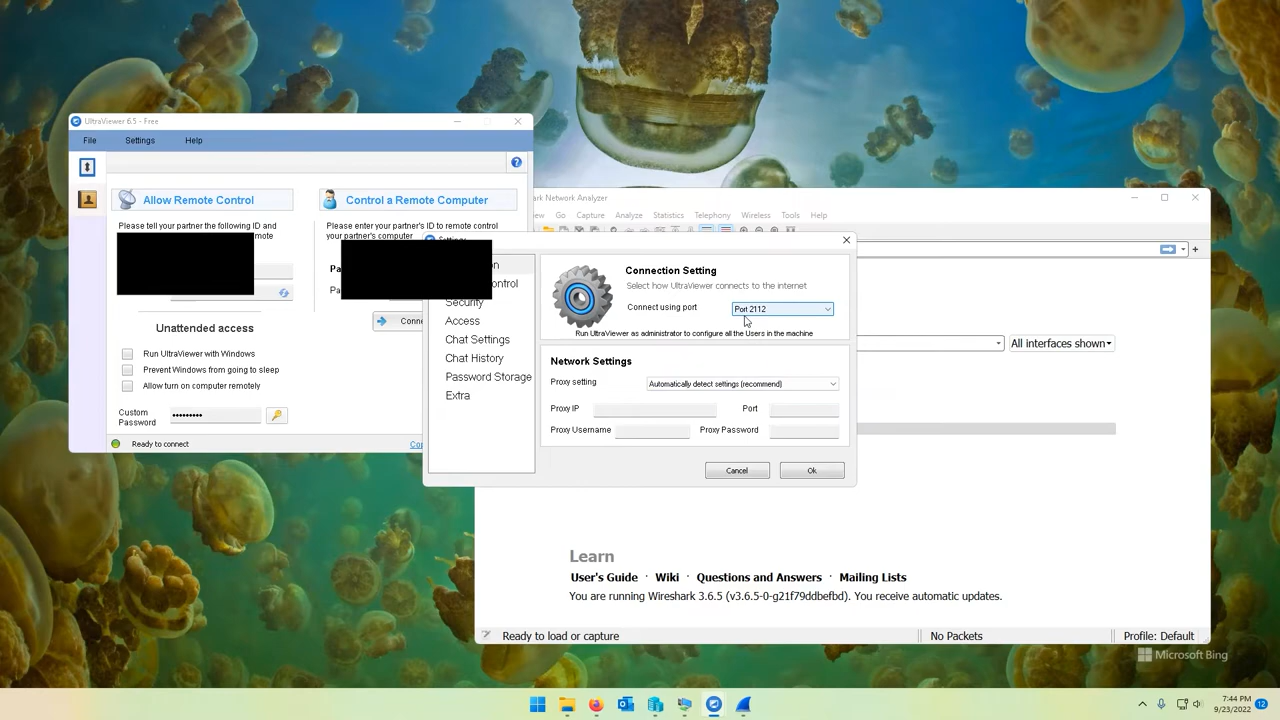 UltraViewer 6.5 - Free
File Settings Help
Allow Remote Control
Please tell your partner the following ID and
remote
Control a Remote Computer
Please enter your partner's ID to remote control
your partner's computer
Unattended access
Run UltraViewer with Windows
Prevent Windows from going to sleep
Allow turn on computer remotely
Custom
Password
•••••••••
Ready to connect
Security
Access
Chat Settings
Chat History
Password Storage
Extra
Connection Setting
Select how UltraViewer connects to the internet
Connect using port
Port 2112
Run UltraViewer as administrator to configure all the Users in the machine
Network Settings
Proxy setting
Automatically detect settings (recommend)
Proxy IP
Port
Proxy Username
Proxy Password
Cancel
Ok
Network Analyzer
Go Capture Analyze Statistics Telephony Wireless Tools Help
All interfaces shown
Learn
User's Guide · Wiki · Questions and Answers · Mailing Lists
You are running Wireshark 3.6.5 (v3.6.5-0-g21f79ddbefbd). You receive automatic updates.
Ready to load or capture
No Packets
Profile: Default
Microsoft Bing
7:44 PM
9/23/2022
12